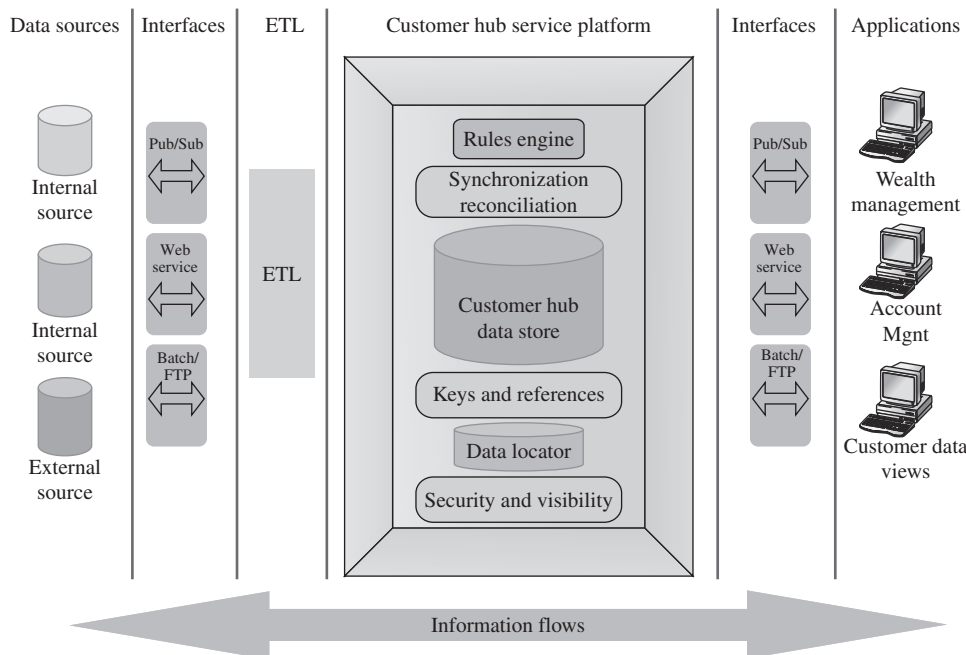 Data sources
Interfaces
ETL
Customer hub service platform
Interfaces
Applications
Internal
source
Internal
source
External
source
Pub/Sub
Web
service
Batch/
FTP
ETL
Rules engine
Synchronization
reconciliation
Customer hub
data store
Keys and references
Data locator
Security and visibility
Pub/Sub
Web
service
Batch/
FTP
Wealth
management
Account
Mgnt
Customer data
views
Information flows